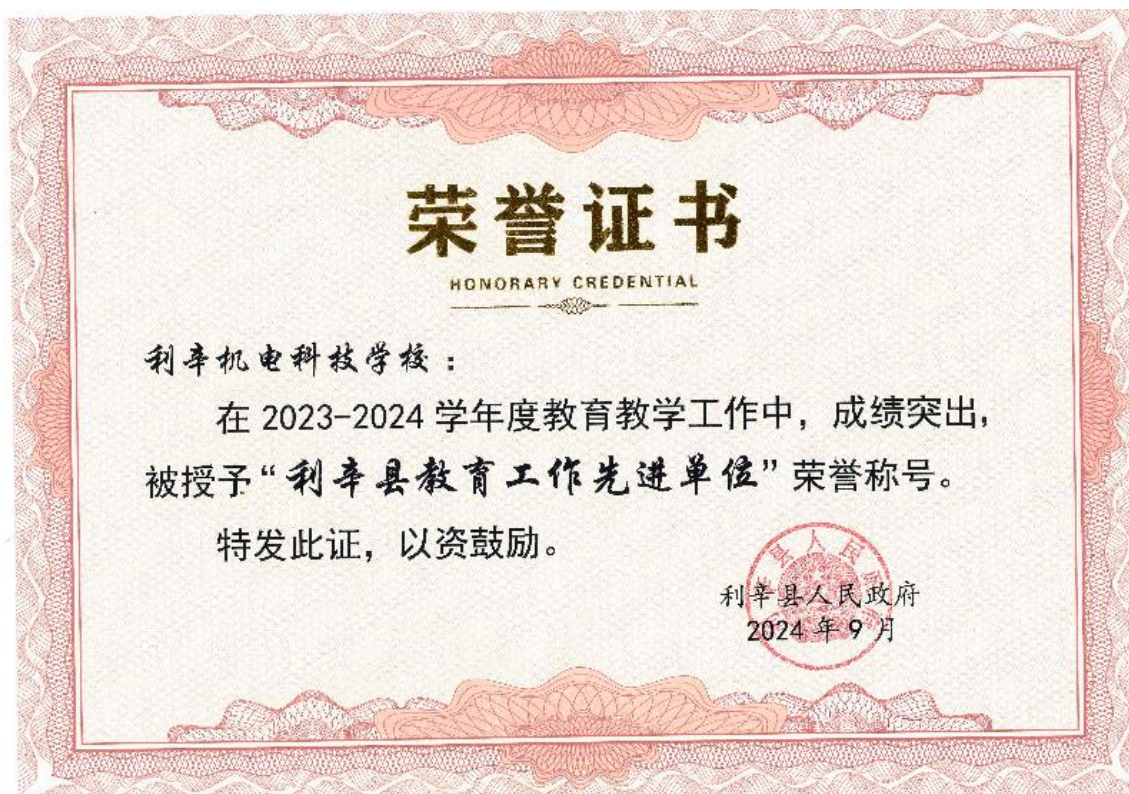 荣誉证书
HONORARY CREDENTIAL
利辛机电科技学校：
在 2023-2024 学年度教育教学工作中，成绩突出，
被授予“利辛县教育工作先进单位”荣誉称号。
特发此证，以资鼓励。
利辛县人民政府
2024 年 9 月